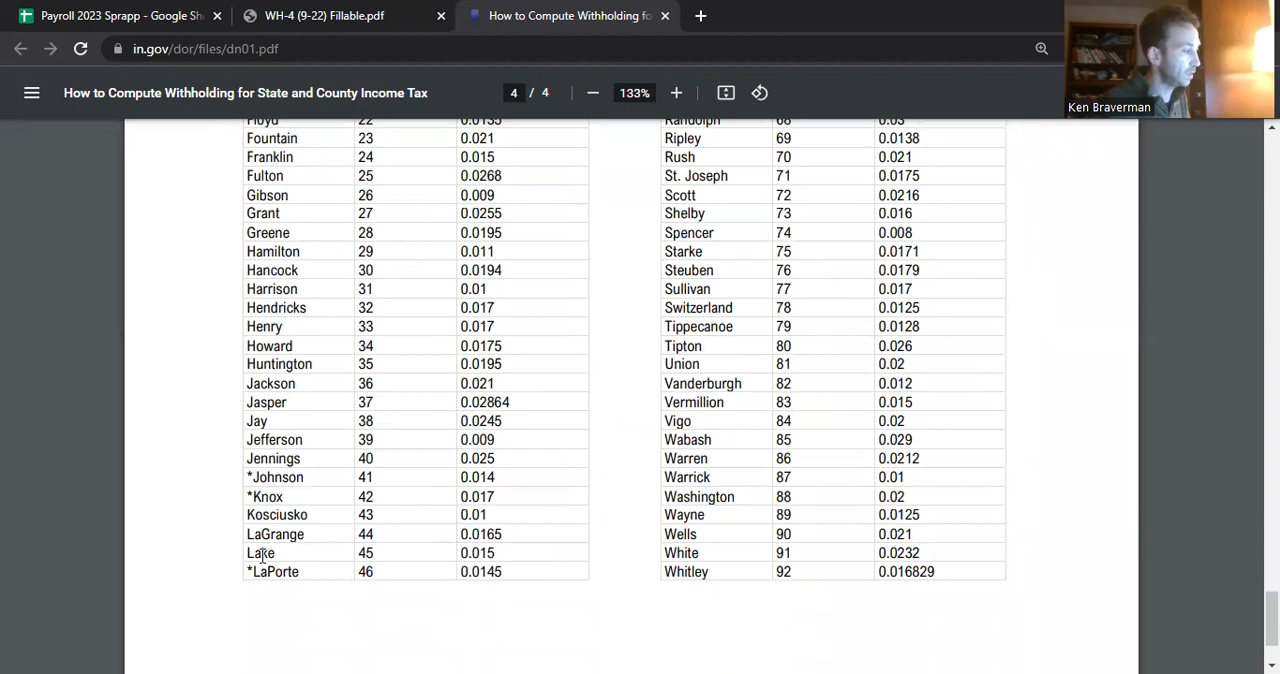 Payroll 2023 Sprapp - Google She
WH-4 (9-22) Fillable.pdf
How to Compute Withholding fo
in.gov/dor/files/dn01.pdf
How to Compute Withholding for State and County Income Tax
4 / 4
133%
Ken Braverman
Floyd 22 0.0135 Randolph 68 0.03
Fountain 23 0.021 Ripley 69 0.0138
Franklin 24 0.015 Rush 70 0.021
Fulton 25 0.0268 St. Joseph 71 0.0175
Gibson 26 0.009 Scott 72 0.0216
Grant 27 0.0255 Shelby 73 0.016
Greene 28 0.0195 Spencer 74 0.008
Hamilton 29 0.011 Starke 75 0.0171
Hancock 30 0.0194 Steuben 76 0.0179
Harrison 31 0.01 Sullivan 77 0.017
Hendricks 32 0.017 Switzerland 78 0.0125
Henry 33 0.017 Tippecanoe 79 0.0128
Howard 34 0.0175 Tipton 80 0.026
Huntington 35 0.0195 Union 81 0.02
Jackson 36 0.021 Vanderburgh 82 0.012
Jasper 37 0.02864 Vermillion 83 0.015
Jay 38 0.0245 Vigo 84 0.02
Jefferson 39 0.009 Wabash 85 0.029
Jennings 40 0.025 Warren 86 0.0212
*Johnson 41 0.014 Warrick 87 0.01
*Knox 42 0.017 Washington 88 0.02
Kosciusko 43 0.01 Wayne 89 0.0125
LaGrange 44 0.0165 Wells 90 0.021
Lake 45 0.015 White 91 0.0232
*LaPorte 46 0.0145 Whitley 92 0.016829